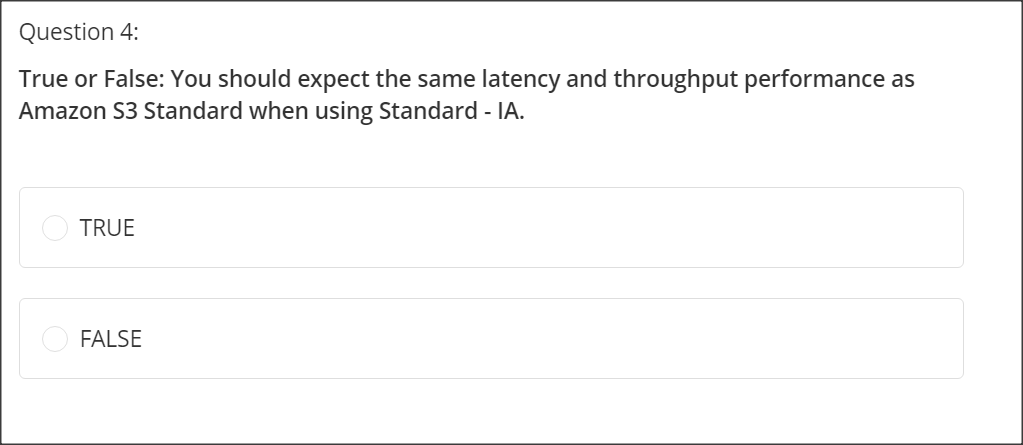 Question 4:
True or False: You should expect the same latency and throughput performance as
Amazon S3 Standard when using Standard - IA.
TRUE
FALSE